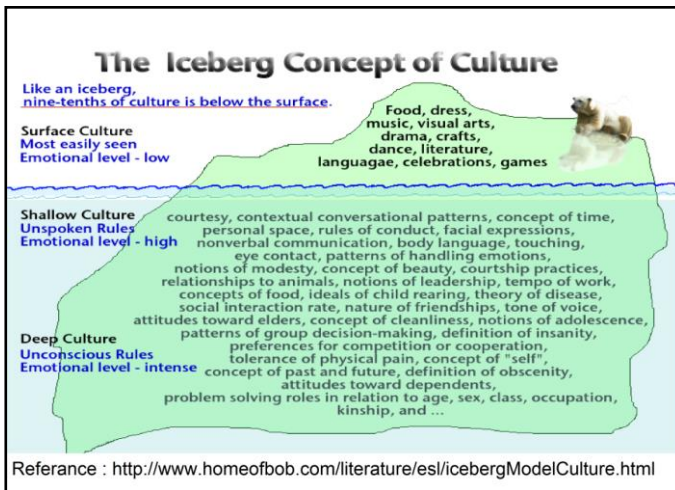 The Iceberg Concept of Culture
Like an iceberg,
nine-tenths of culture is below the surface.
Surface Culture
Most easily seen
Emotional level - low
Food, dress,
music, visual arts,
drama, crafts,
dance, literature,
languagae, celebrations, games
Shallow Culture
Unspoken Rules
Emotional level - high
courtesy, contextual conversational patterns, concept of time,
personal space, rules of conduct, facial expressions,
nonverbal communication, body language, touching,
eye contact, patterns of handling emotions,
notions of modesty, concept of beauty, courtship practices,
relationships to animals, notions of leadership, tempo of work,
concepts of food, ideals of child rearing, theory of disease,
social interaction rate, nature of friendships, tone of voice,
attitudes toward elders, concept of cleanliness, notions of adolescence,
patterns of group decision-making, definition of insanity,
preferences for competition or cooperation,
tolerance of physical pain, concept of "self",
concept of past and future, definition of obscenity,
attitudes toward dependents,
problem solving roles in relation to age, sex, class, occupation,
kinship, and ...
Deep Culture
Unconscious Rules
Emotional level - intense
Referance : http://www.homeofbob.com/literature/esl/icebergModelCulture.html